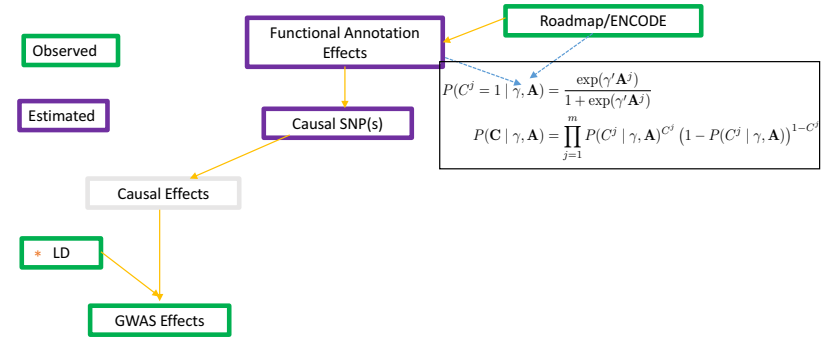 Roadmap/ENCODE
Functional Annotation
Effects
Observed
P(C^j = 1 | γ, A) = exp(γ′A^j) / (1 + exp(γ′A^j))
P(C | γ, A) = ∏_{j=1}^{m} P(C^j | γ, A)^{C^j} (1 − P(C^j | γ, A))^{1−C^j}
Estimated
Causal SNP(s)
Causal Effects
* LD
GWAS Effects